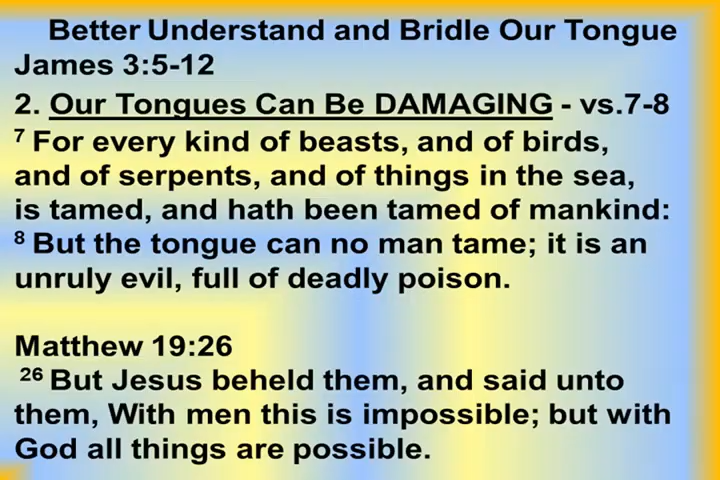 Better Understand and Bridle Our Tongue
James 3:5-12
2. Our Tongues Can Be DAMAGING - vs.7-8
7 For every kind of beasts, and of birds,
and of serpents, and of things in the sea,
is tamed, and hath been tamed of mankind:
8 But the tongue can no man tame; it is an
unruly evil, full of deadly poison.
Matthew 19:26
26 But Jesus beheld them, and said unto
them, With men this is impossible; but with
God all things are possible.